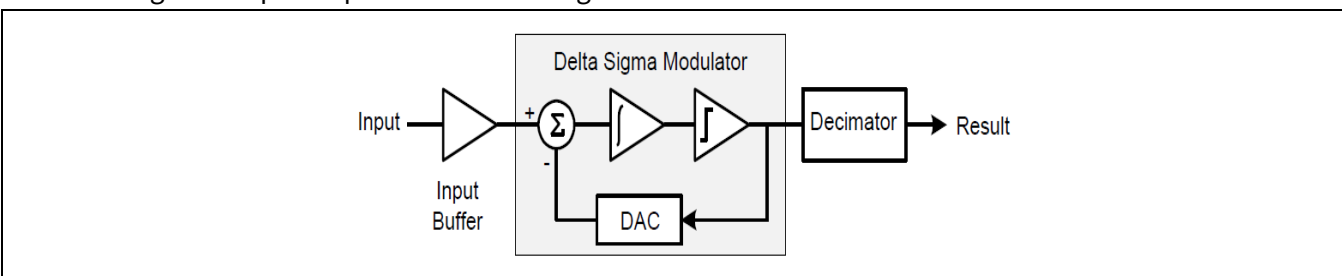 Delta Sigma Modulator
Input
+
Σ
-
Decimator
Result
Input
Buffer
DAC